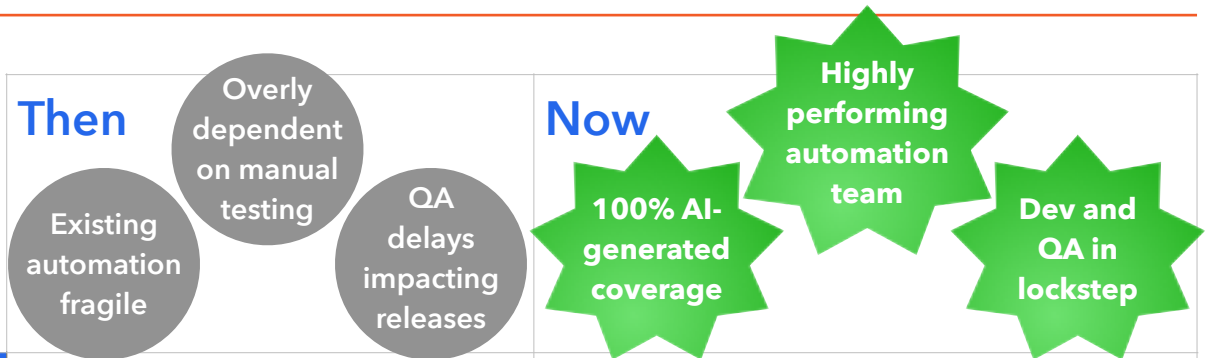 Then
Existing
automation
fragile
Overly
dependent
on manual
testing
QA
delays
impacting
releases
Now
100% AI-
generated
coverage
Highly
performing
automation
team
Dev and
QA in
lockstep